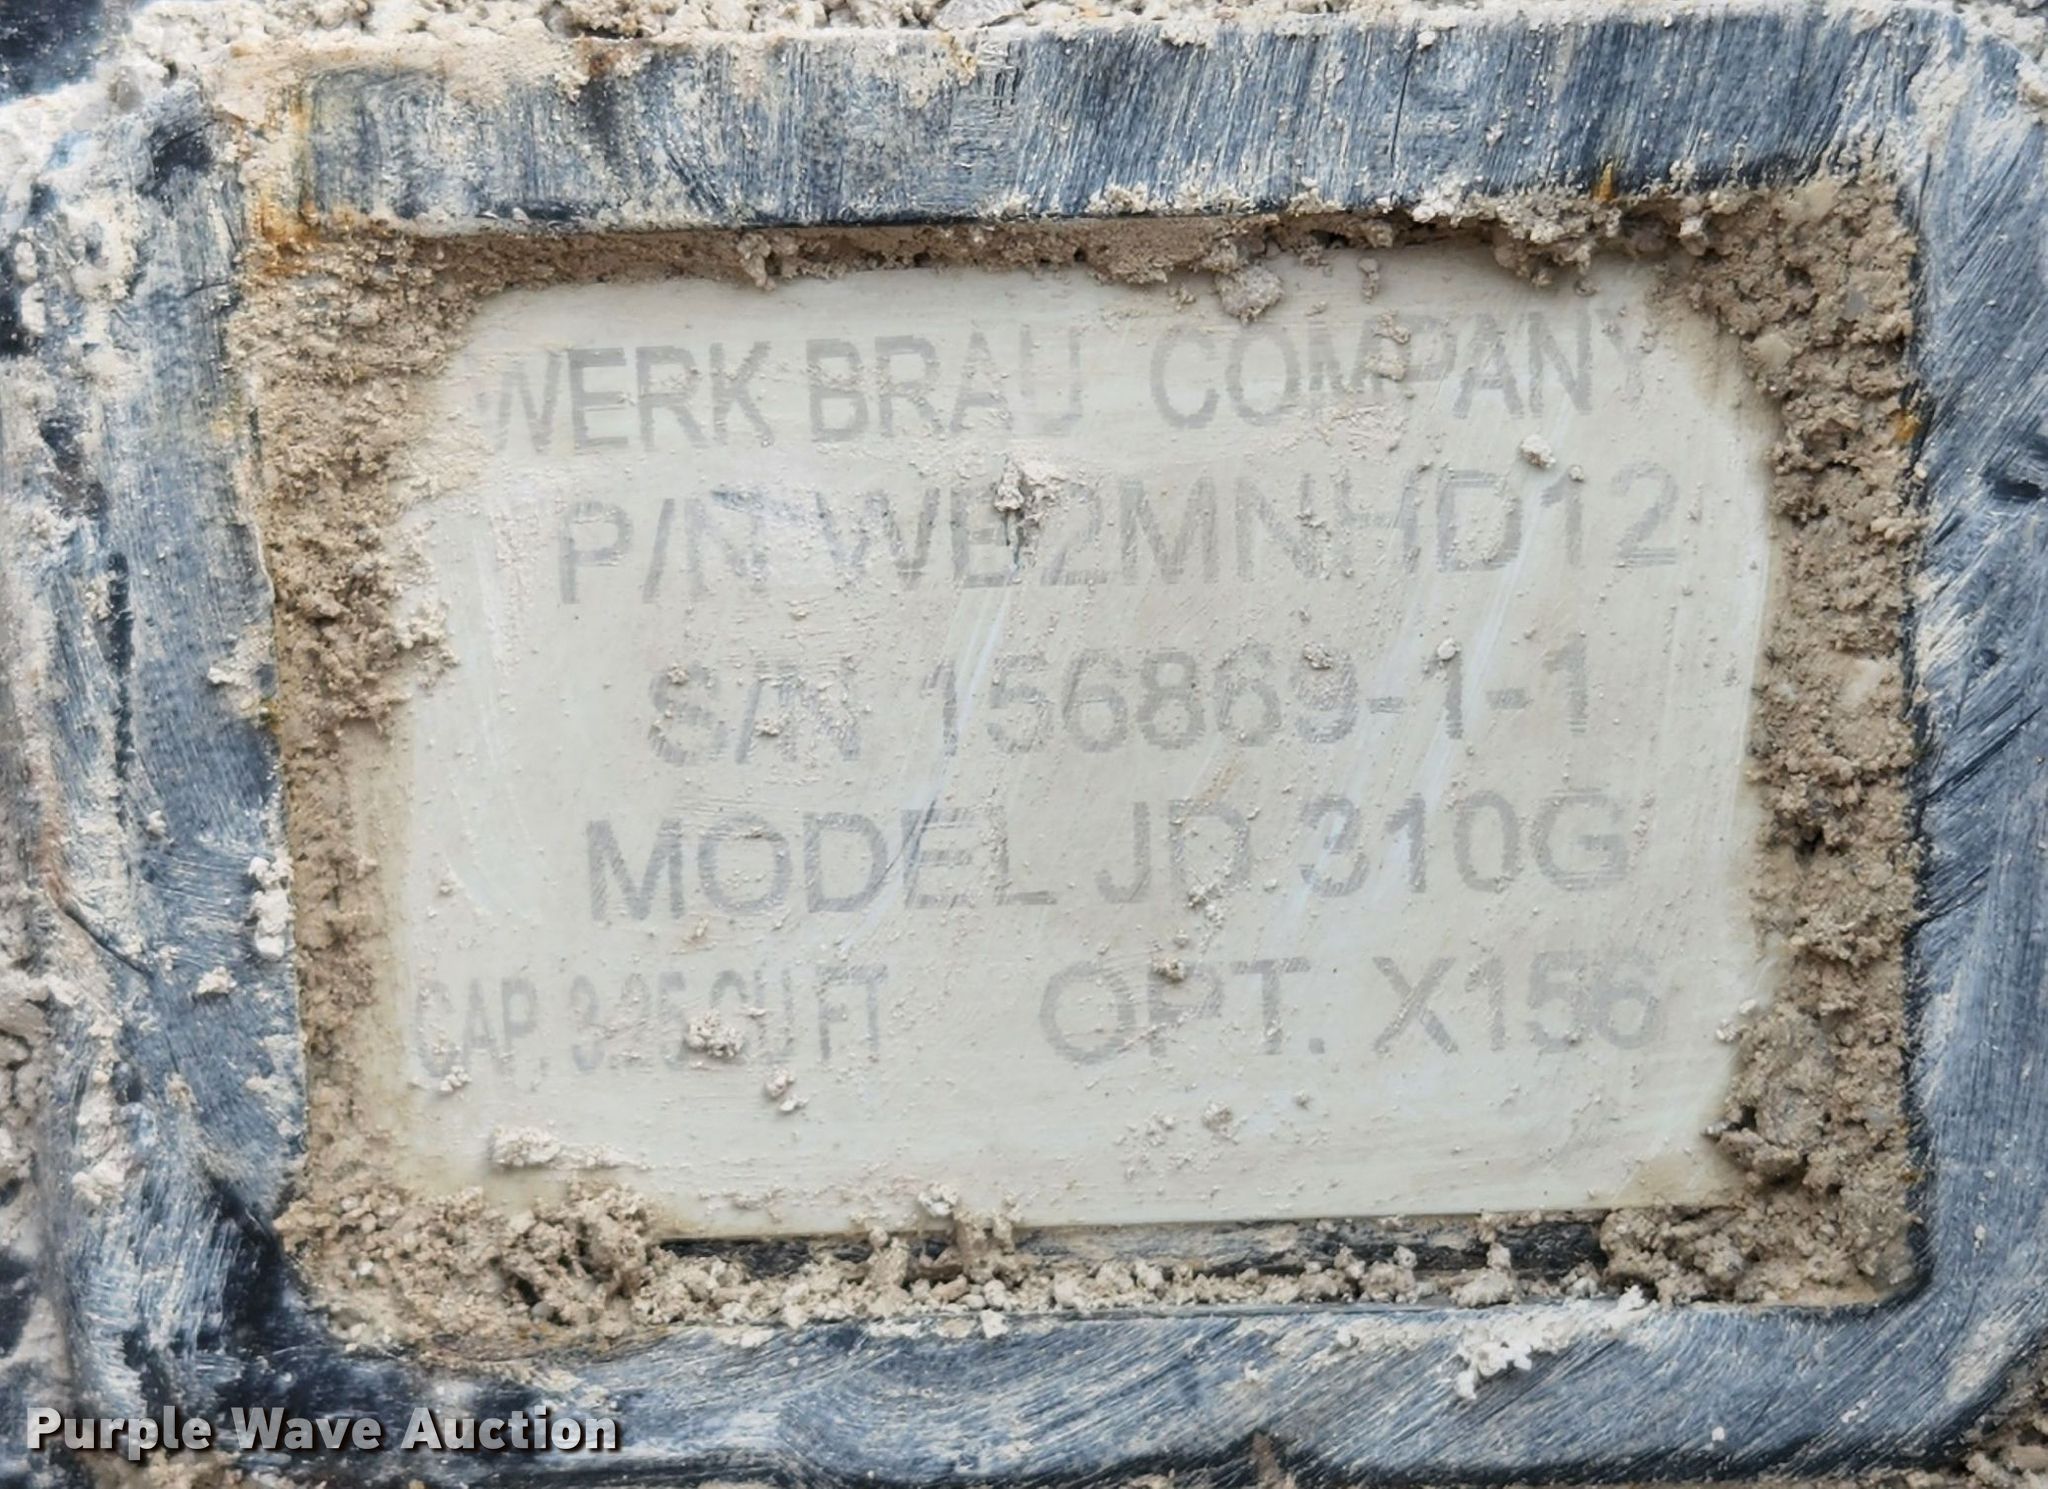 WERK BRAU COMPANY
P/N WB2MNHD12
S/N 156869-1-1
MODEL JD 310G
CAP. 3.25 CU FT OPT. X156
Purple Wave Auction